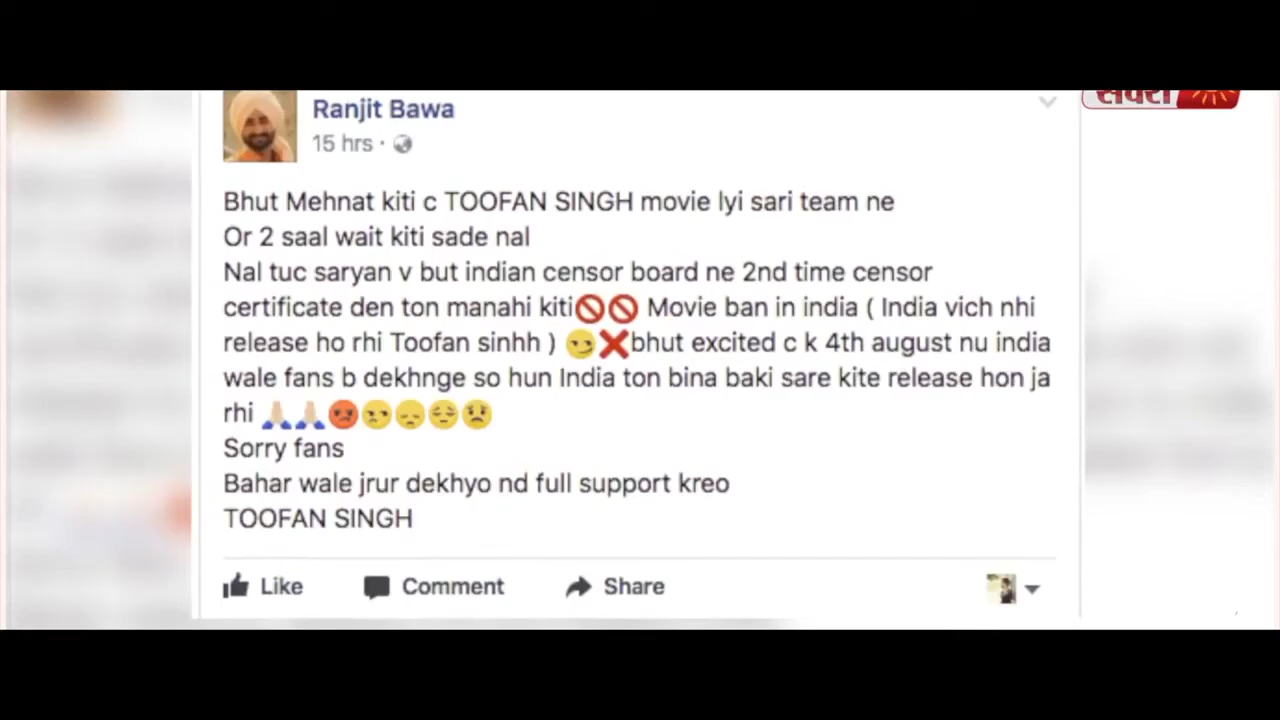 Ranjit Bawa
15 hrs ·
Bhut Mehnat kiti c TOOFAN SINGH movie lyi sari team ne
Or 2 saal wait kiti sade nal
Nal tuc saryan v but indian censor board ne 2nd time censor
certificate den ton manahi kiti🚫🚫 Movie ban in india ( India vich nhi
release ho rhi Toofan sinhh ) 😏❌bhut excited c k 4th august nu india
wale fans b dekhnge so hun India ton bina baki sare kite release hon ja
rhi 🙏🏻🙏🏻😡😒😞😔😟
Sorry fans
Bahar wale jrur dekhyo nd full support kreo
TOOFAN SINGH
Like Comment Share